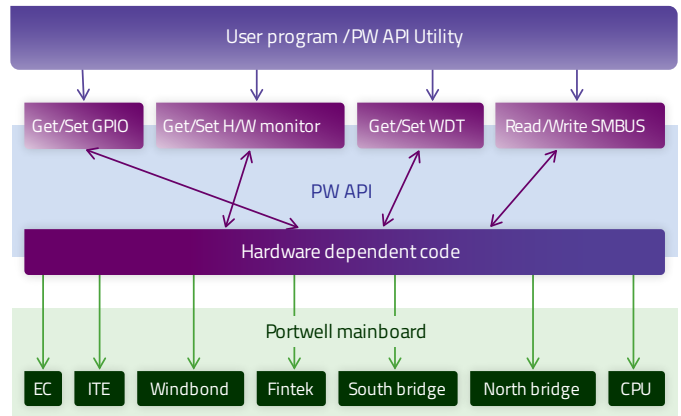 User program /PW API Utility
Get/Set GPIO
Get/Set H/W monitor
Get/Set WDT
Read/Write SMBUS
PW API
Hardware dependent code
Portwell mainboard
EC
ITE
Windbond
Fintek
South bridge
North bridge
CPU